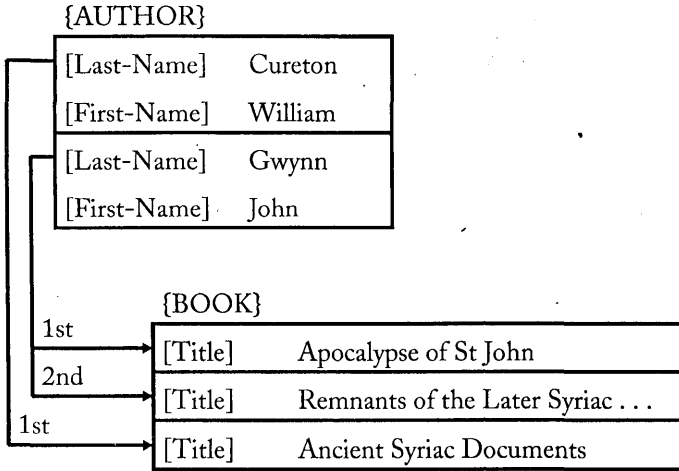 {AUTHOR}
[Last-Name] Cureton
[First-Name] William
[Last-Name] Gwynn
[First-Name] John
{BOOK}
1st
[Title] Apocalypse of St John
2nd
[Title] Remnants of the Later Syriac . . .
1st
[Title] Ancient Syriac Documents